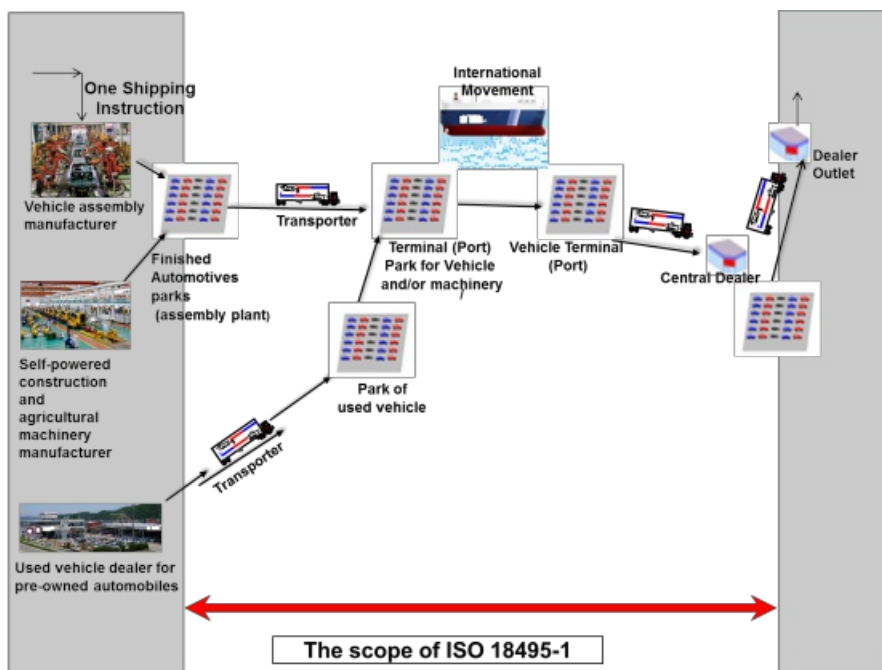 One Shipping
Instruction
Vehicle assembly
manufacturer
Finished
Automotives
parks
(assembly plant)
Self-powered
construction
and
agricultural
machinery
manufacturer
Used vehicle dealer for
pre-owned automobiles
Transporter
Transporter
Park of
used vehicle
Terminal (Port)
Park for Vehicle
and/or machinery
)
International
Movement
Vehicle Terminal
(Port)
Central Dealer
Dealer
Outlet
The scope of ISO 18495-1